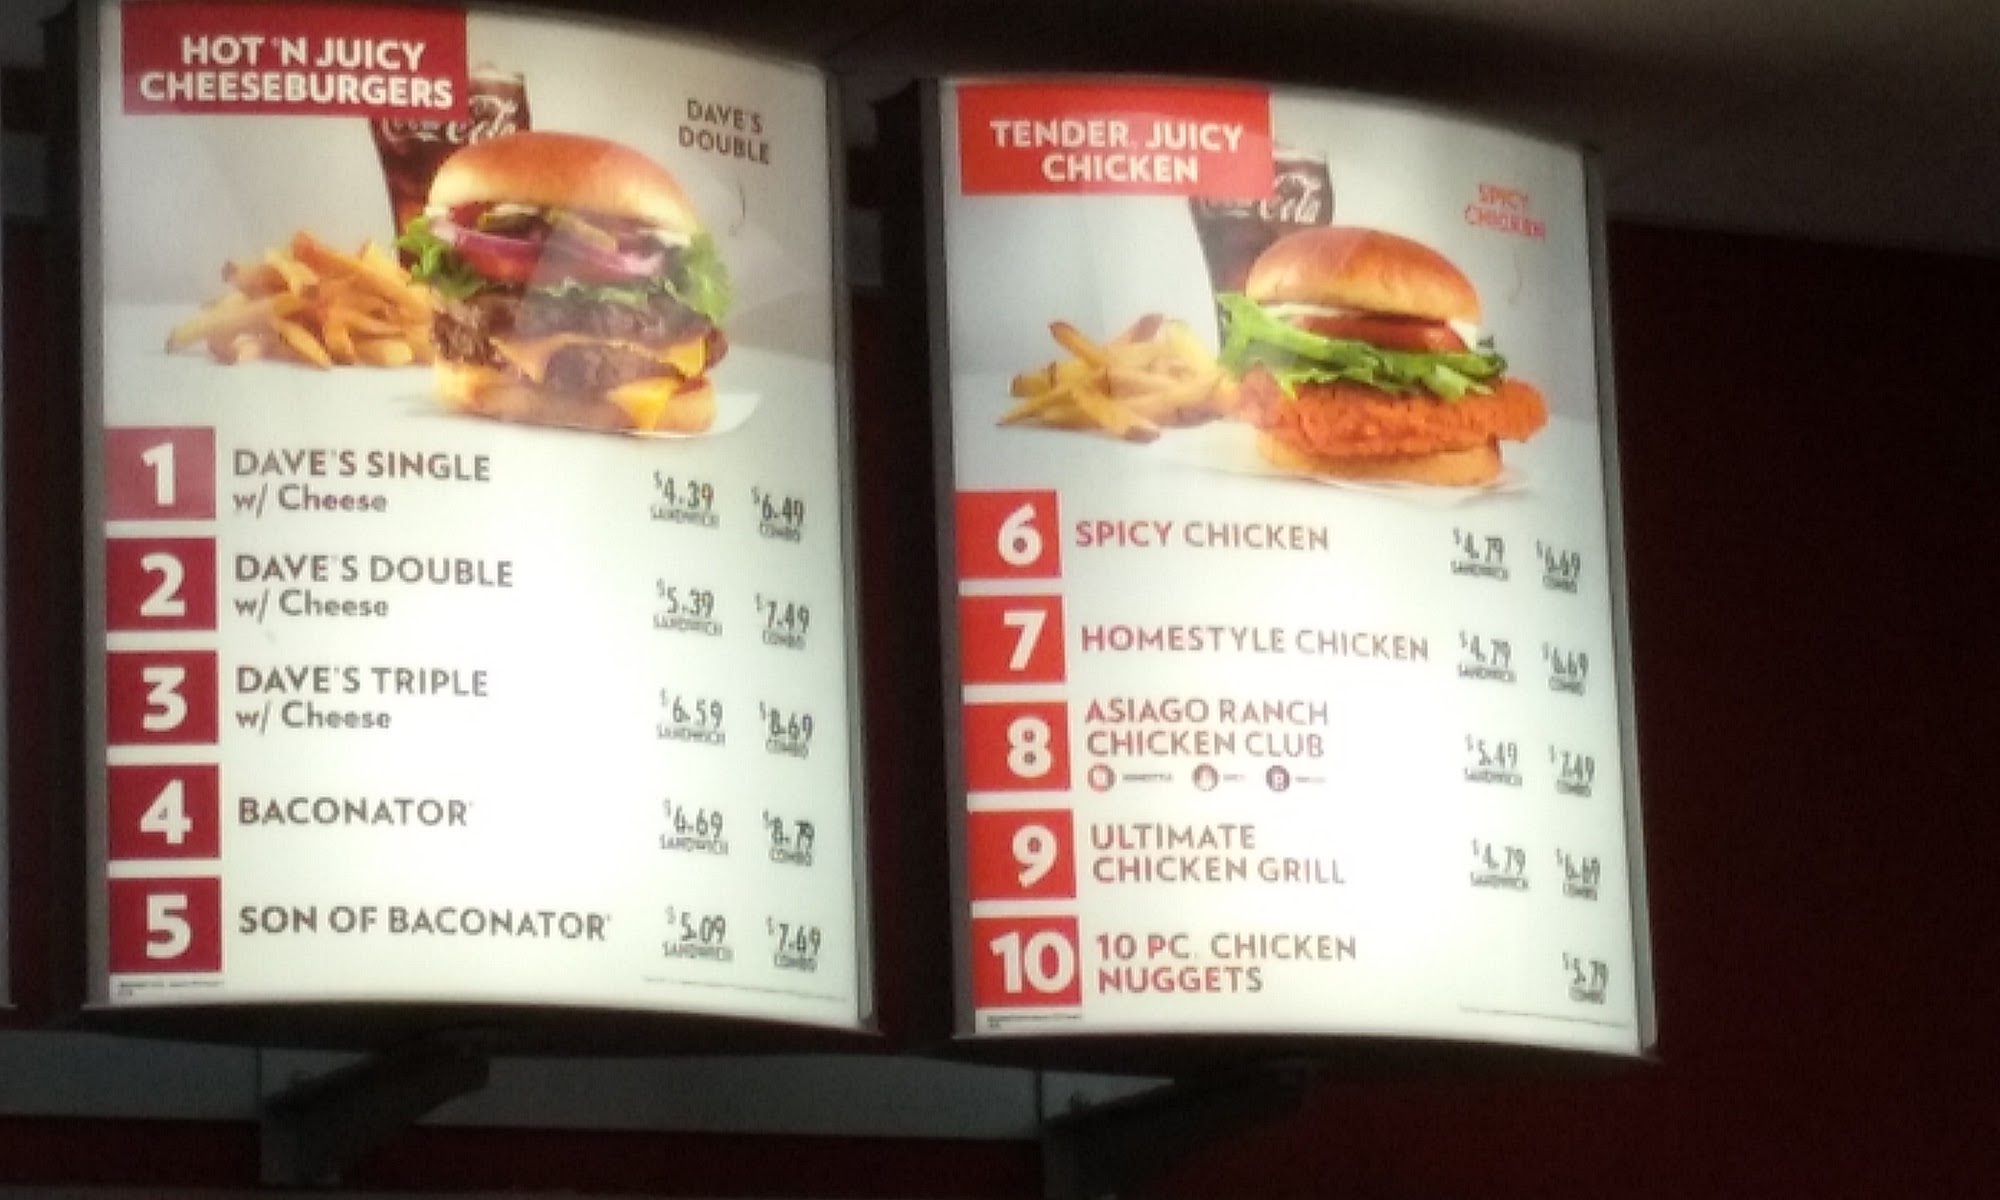 HOT 'N JUICY
CHEESEBURGERS
Coca-Cola
DAVE'S
DOUBLE
1 DAVE'S SINGLE
w/ Cheese
$4.39 $6.49
SANDWICH COMBO
2 DAVE'S DOUBLE
w/ Cheese
$5.39 $7.49
SANDWICH COMBO
3 DAVE'S TRIPLE
w/ Cheese
$6.59 $8.69
SANDWICH COMBO
4 BACONATOR $6.69 $8.79
SANDWICH COMBO
5 SON OF BACONATOR $5.09 $7.69
SANDWICH COMBO
TENDER, JUICY
CHICKEN
Coca-Cola
SPICY
CHICKEN
6 SPICY CHICKEN $4.79 $6.69
SANDWICH COMBO
7 HOMESTYLE CHICKEN $4.79 $6.69
SANDWICH COMBO
8 ASIAGO RANCH
CHICKEN CLUB $5.49 $7.49
SANDWICH COMBO
9 ULTIMATE
CHICKEN GRILL $4.79 $6.69
SANDWICH COMBO
10 10 PC. CHICKEN
NUGGETS $5.79
COMBO